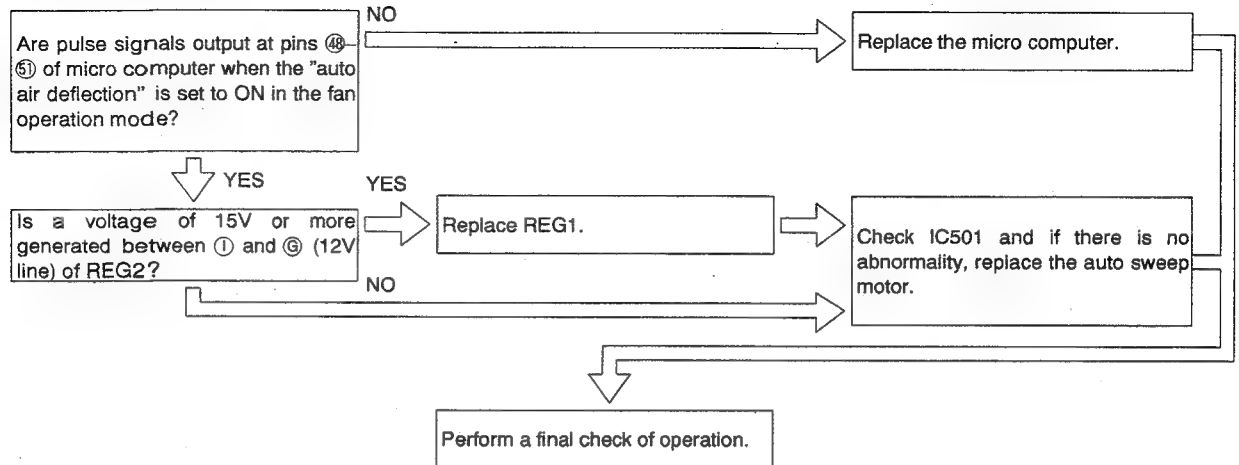 NO
Are pulse signals output at pins ㊽–
51 of micro computer when the "auto
air deflection" is set to ON in the fan
operation mode?
Replace the micro computer.
YES
YES
Is a voltage of 15V or more
generated between Ⓘ and Ⓖ (12V
line) of REG2?
Replace REG1.
Check IC501 and if there is no
abnormality, replace the auto sweep
motor.
NO
Perform a final check of operation.